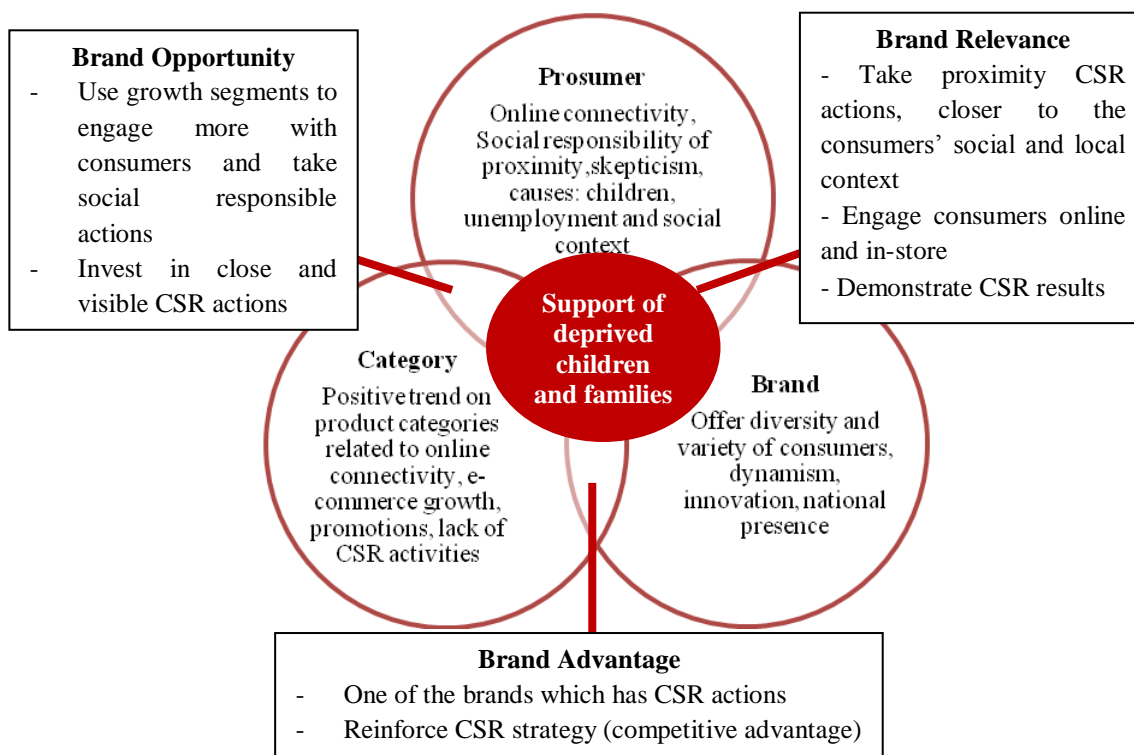 Brand Opportunity
- Use growth segments to
engage more with
consumers and take
social responsible
actions
- Invest in close and
visible CSR actions
Prosumer
Online connectivity,
Social responsibility of
proximity,skepticism,
causes: children,
unemployment and social
context
Brand Relevance
- Take proximity CSR
actions, closer to the
consumers’ social and local
context
- Engage consumers online
and in-store
- Demonstrate CSR results
Support of
deprived
children
and families
Category
Positive trend on
product categories
related to online
connectivity, e-
commerce growth,
promotions, lack of
CSR activities
Brand
Offer diversity and
variety of consumers,
dynamism,
innovation, national
presence
Brand Advantage
- One of the brands which has CSR actions
- Reinforce CSR strategy (competitive advantage)